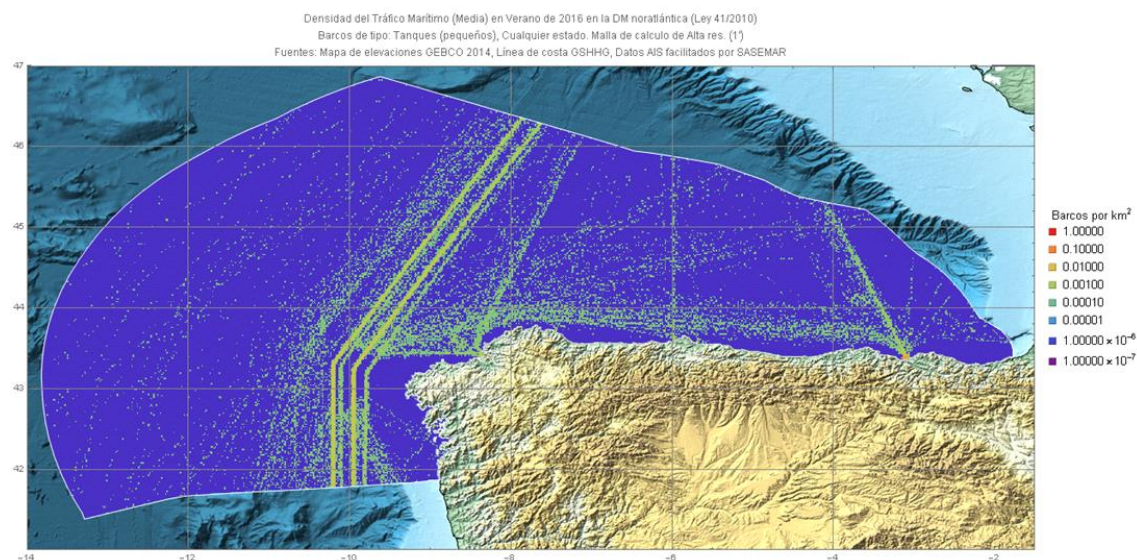 Densidad del Tráfico Marítimo (Media) en Verano de 2016 en la DM noratlántica (Ley 41/2010)
Barcos de tipo: Tanques (pequeños), Cualquier estado. Malla de calculo de Alta res. (1')
Fuentes: Mapa de elevaciones GEBCO 2014, Línea de costa GSHHG, Datos AIS facilitados por SASEMAR
47
46
45
44
43
42
−14 −12 −10 −8 −6 −4 −2
Barcos por km²
1.00000
0.10000
0.01000
0.00100
0.00010
0.00001
1.00000 × 10⁻⁶
1.00000 × 10⁻⁷